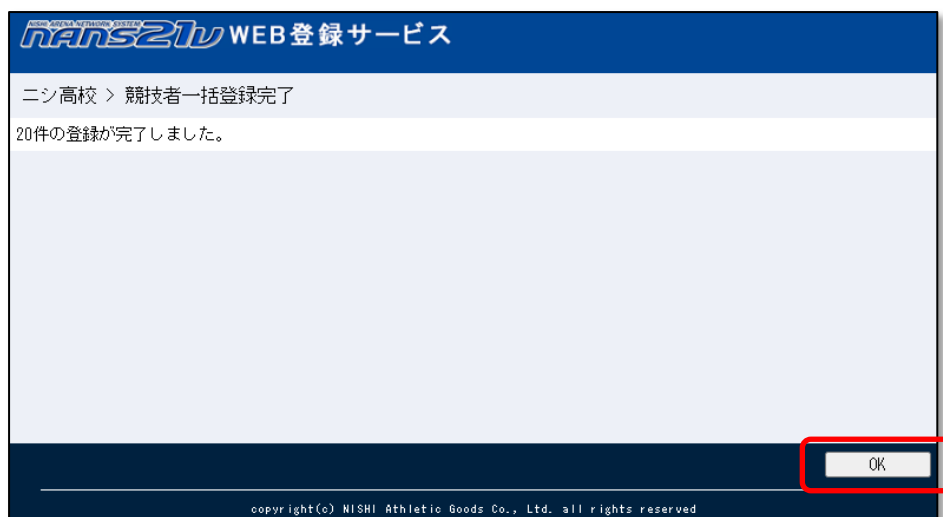 NISHI ARENA NETWORK SYSTEM
nANS21V WEB登録サービス
ニシ高校 > 競技者一括登録完了
20件の登録が完了しました。
OK
copyright(c) NISHI Athletic Goods Co., Ltd. all rights reserved